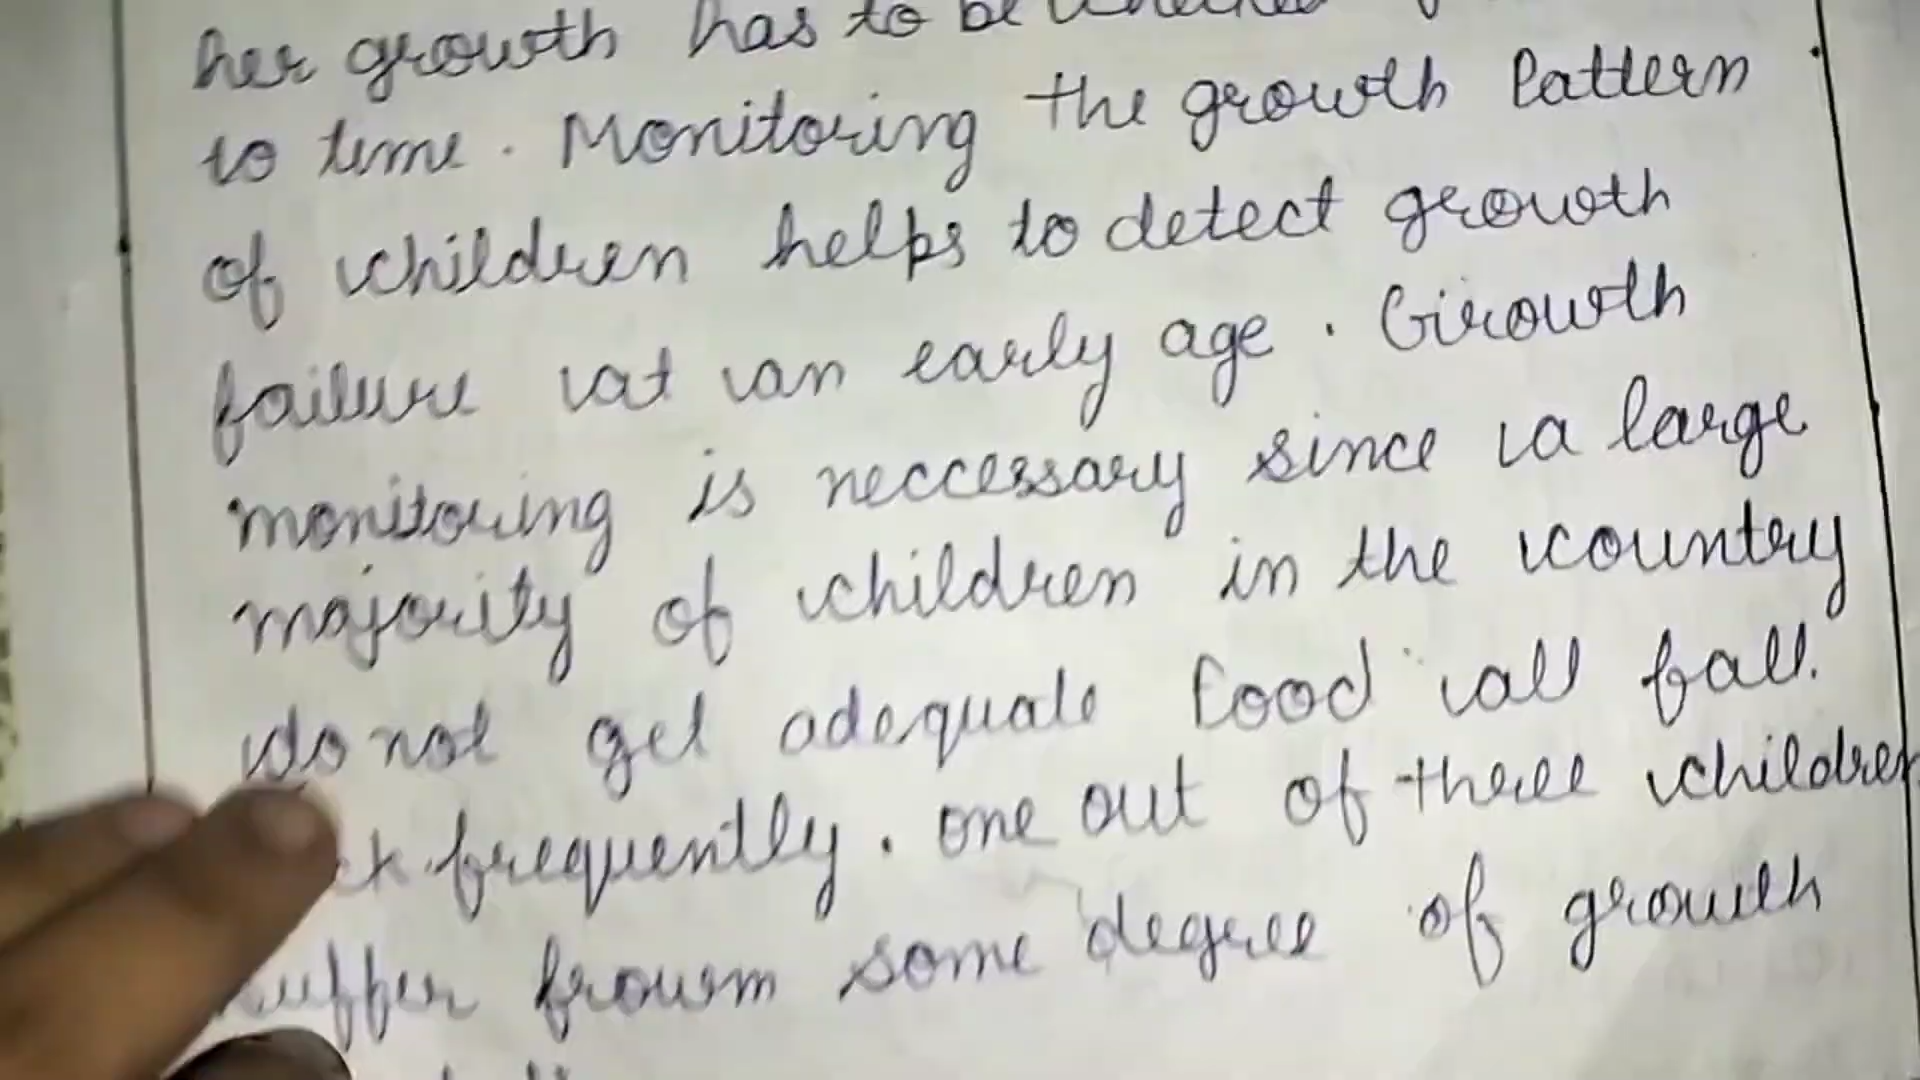 her growth has to be checked
to time. Monitoring the growth Pattern
of children helps to detect growth
failure at an early age. Growth
monitoring is neccessary since a large
majority of children in the country
do not get adequate food all fall
frequently. one out of three children
suffer from some degree of growth